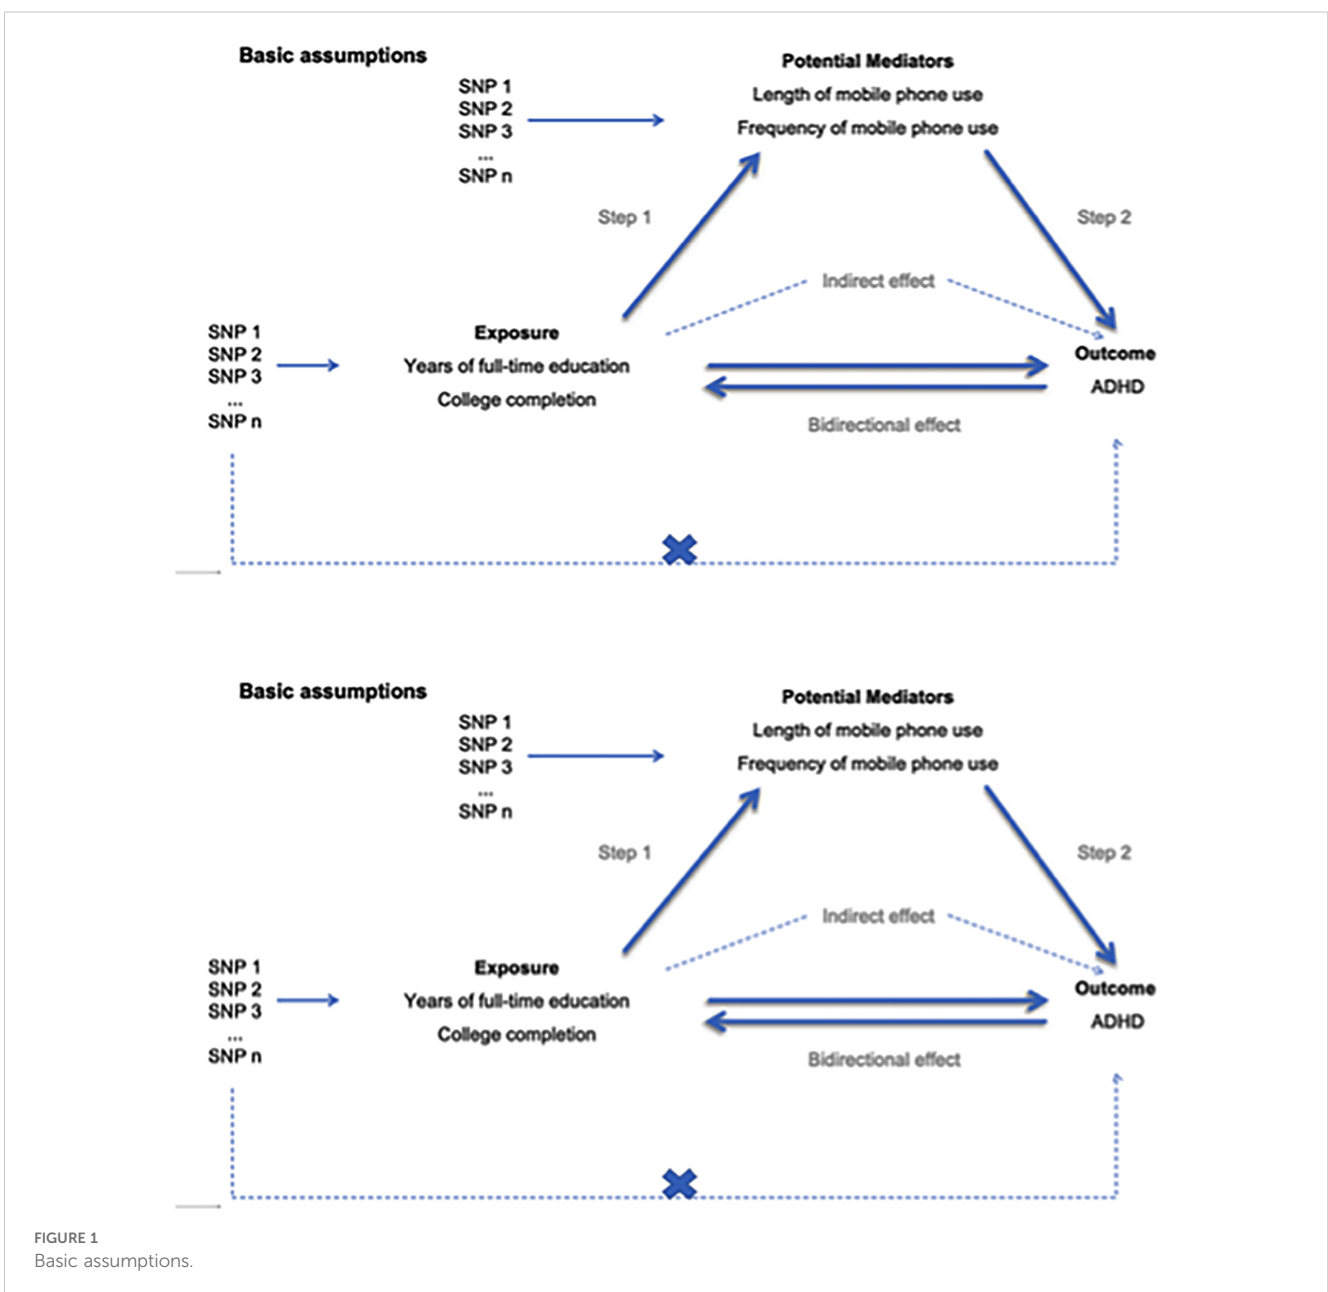 Basic assumptions
SNP 1
SNP 2
SNP 3
...
SNP n
Potential Mediators
Length of mobile phone use
Frequency of mobile phone use
Step 1
Step 2
Indirect effect
SNP 1
SNP 2
SNP 3
...
SNP n
Exposure
Years of full-time education
College completion
Outcome
ADHD
Bidirectional effect
Basic assumptions
SNP 1
SNP 2
SNP 3
...
SNP n
Potential Mediators
Length of mobile phone use
Frequency of mobile phone use
Step 1
Step 2
Indirect effect
SNP 1
SNP 2
SNP 3
...
SNP n
Exposure
Years of full-time education
College completion
Outcome
ADHD
Bidirectional effect
FIGURE 1
Basic assumptions.